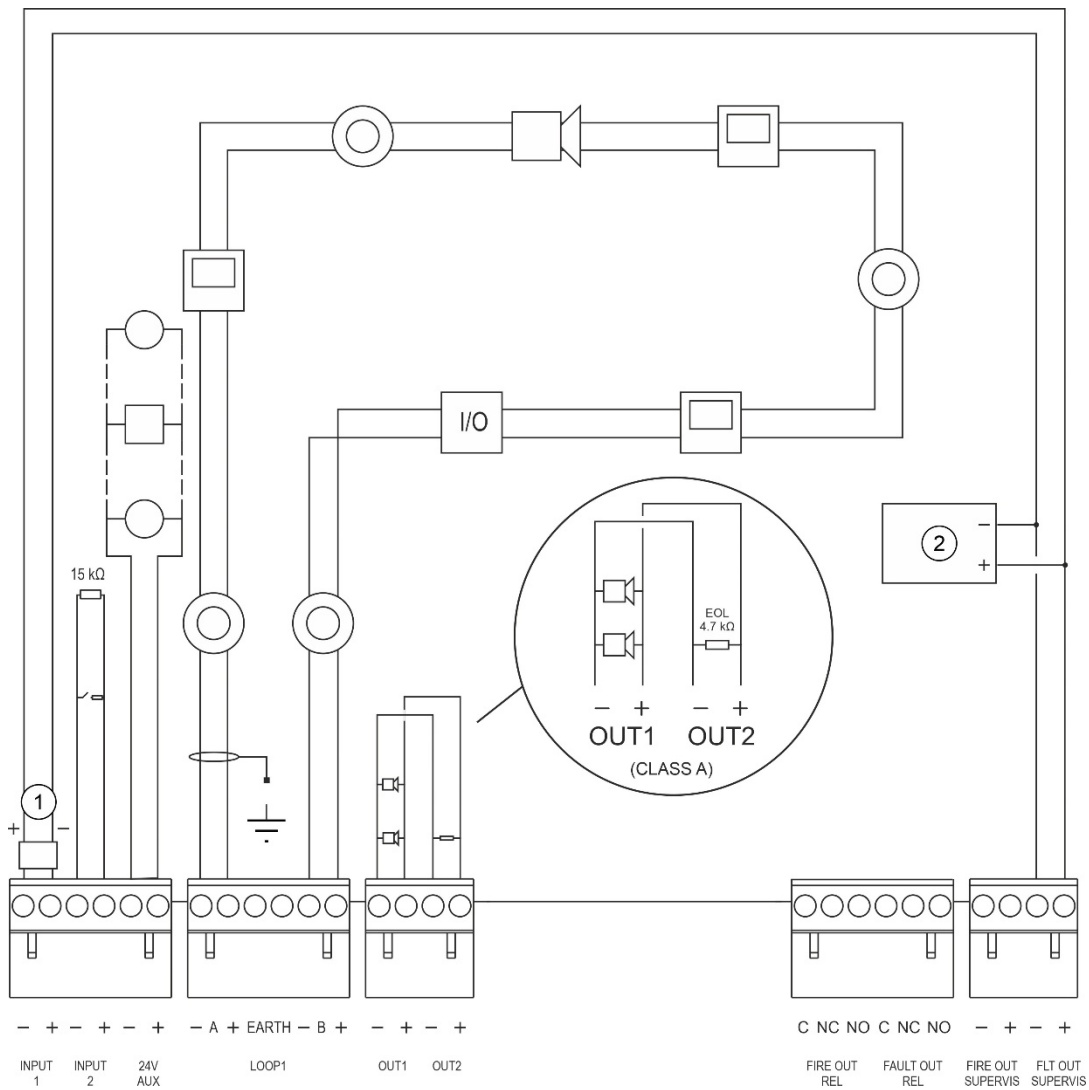 I/O
2
-
+
15 kΩ
EOL
4.7 kΩ
− + − +
OUT1 OUT2
(CLASS A)
1
+ −
− + − + − + − A + EARTH − B + − + − + C NC NO C NC NO − + − +
INPUT 1
INPUT 2
24V AUX
LOOP1
OUT1
OUT2
FIRE OUT REL
FAULT OUT REL
FIRE OUT SUPERVIS
FLT OUT SUPERVIS